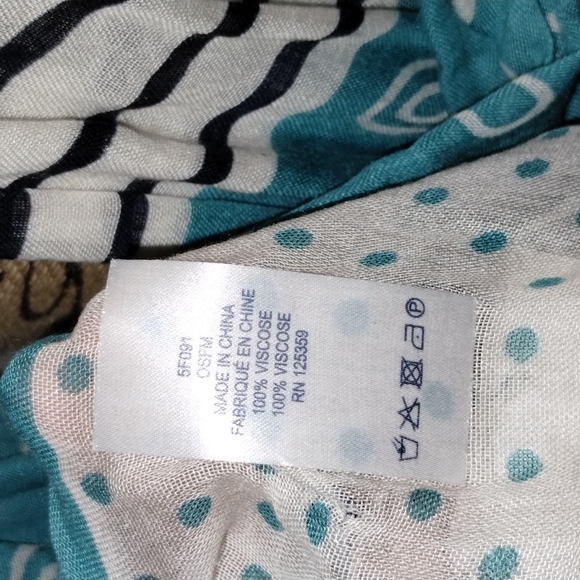 5F091
OSFM
MADE IN CHINA
FABRIQUÉ EN CHINE
100% VISCOSE
100% VISCOSE
RN 125359
P